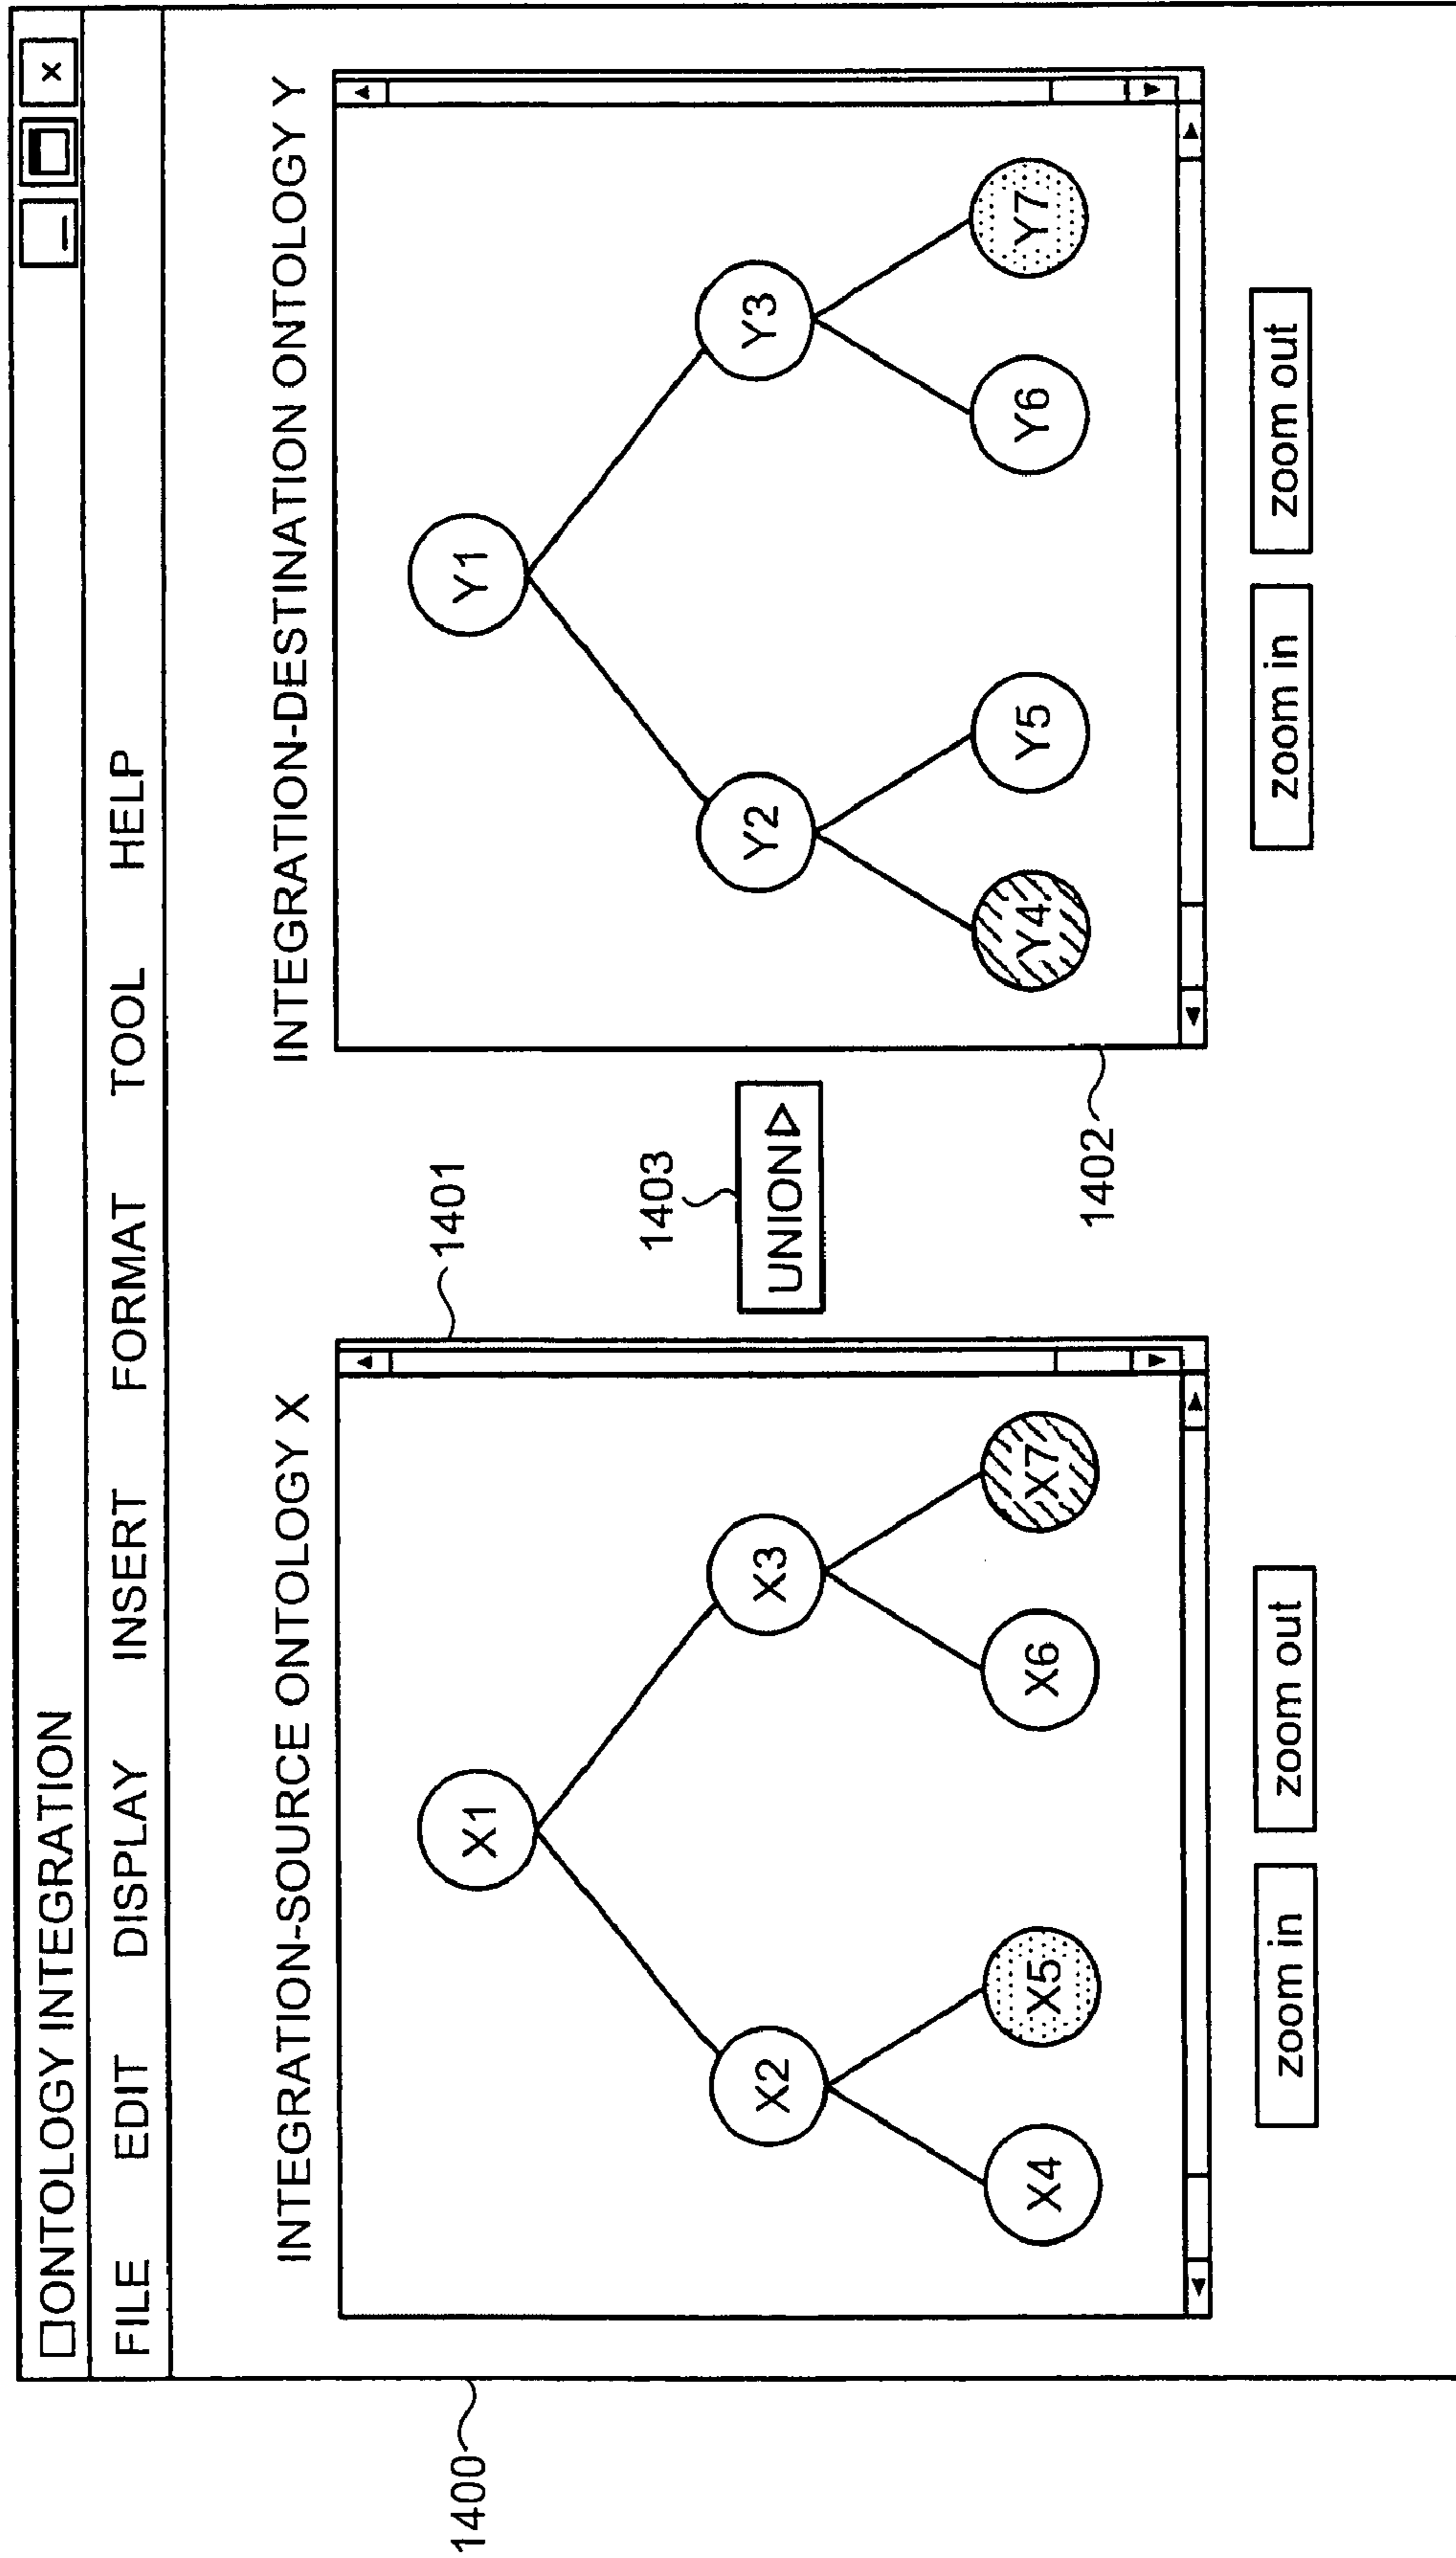 ONTOLOGY INTEGRATION
_ x
FILE EDIT DISPLAY INSERT FORMAT TOOL HELP
1400
INTEGRATION-SOURCE ONTOLOGY X
1401
X1
X2 X3
X4 X5 X6 X7
zoom in zoom out
1403
UNION
1402
INTEGRATION-DESTINATION ONTOLOGY Y
Y1
Y2 Y3
Y4 Y5 Y6 Y7
zoom in zoom out